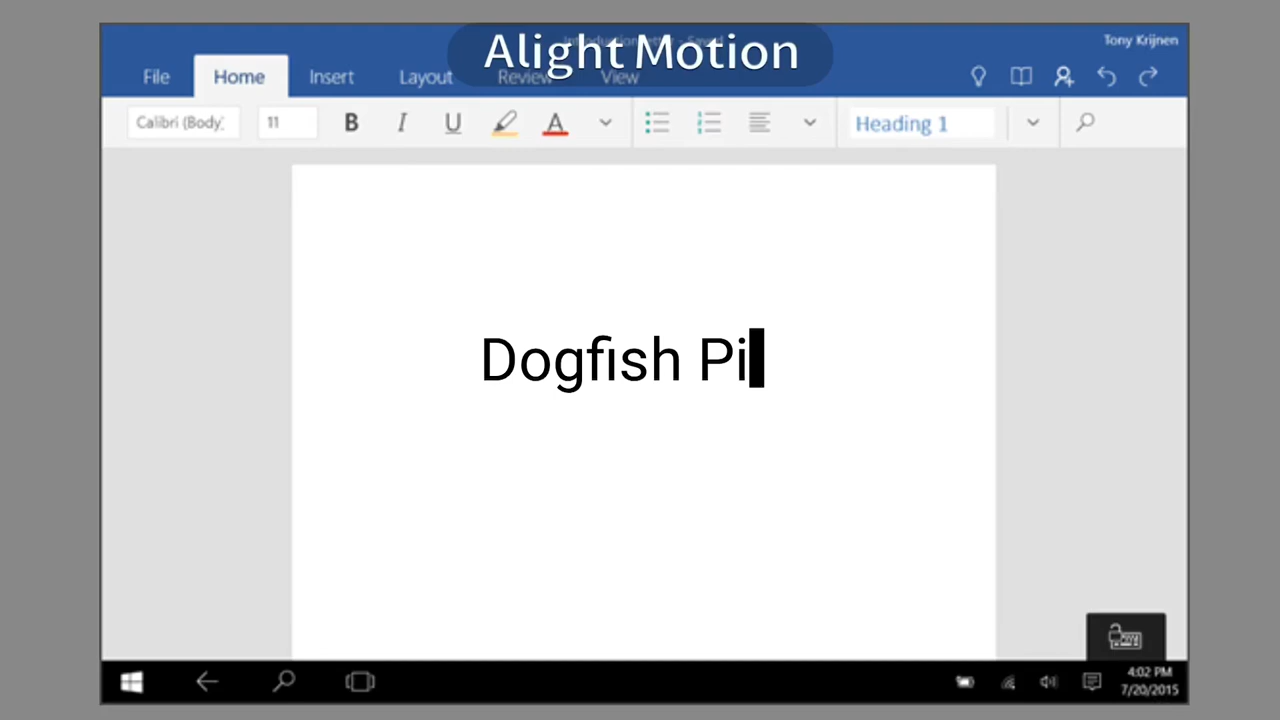 Alight Motion
Tony Krijnen
File Home Insert Layout Review View
Calibri (Body) 11 B I U A Heading 1
Dogfish Pi
4:02 PM
7/20/2015